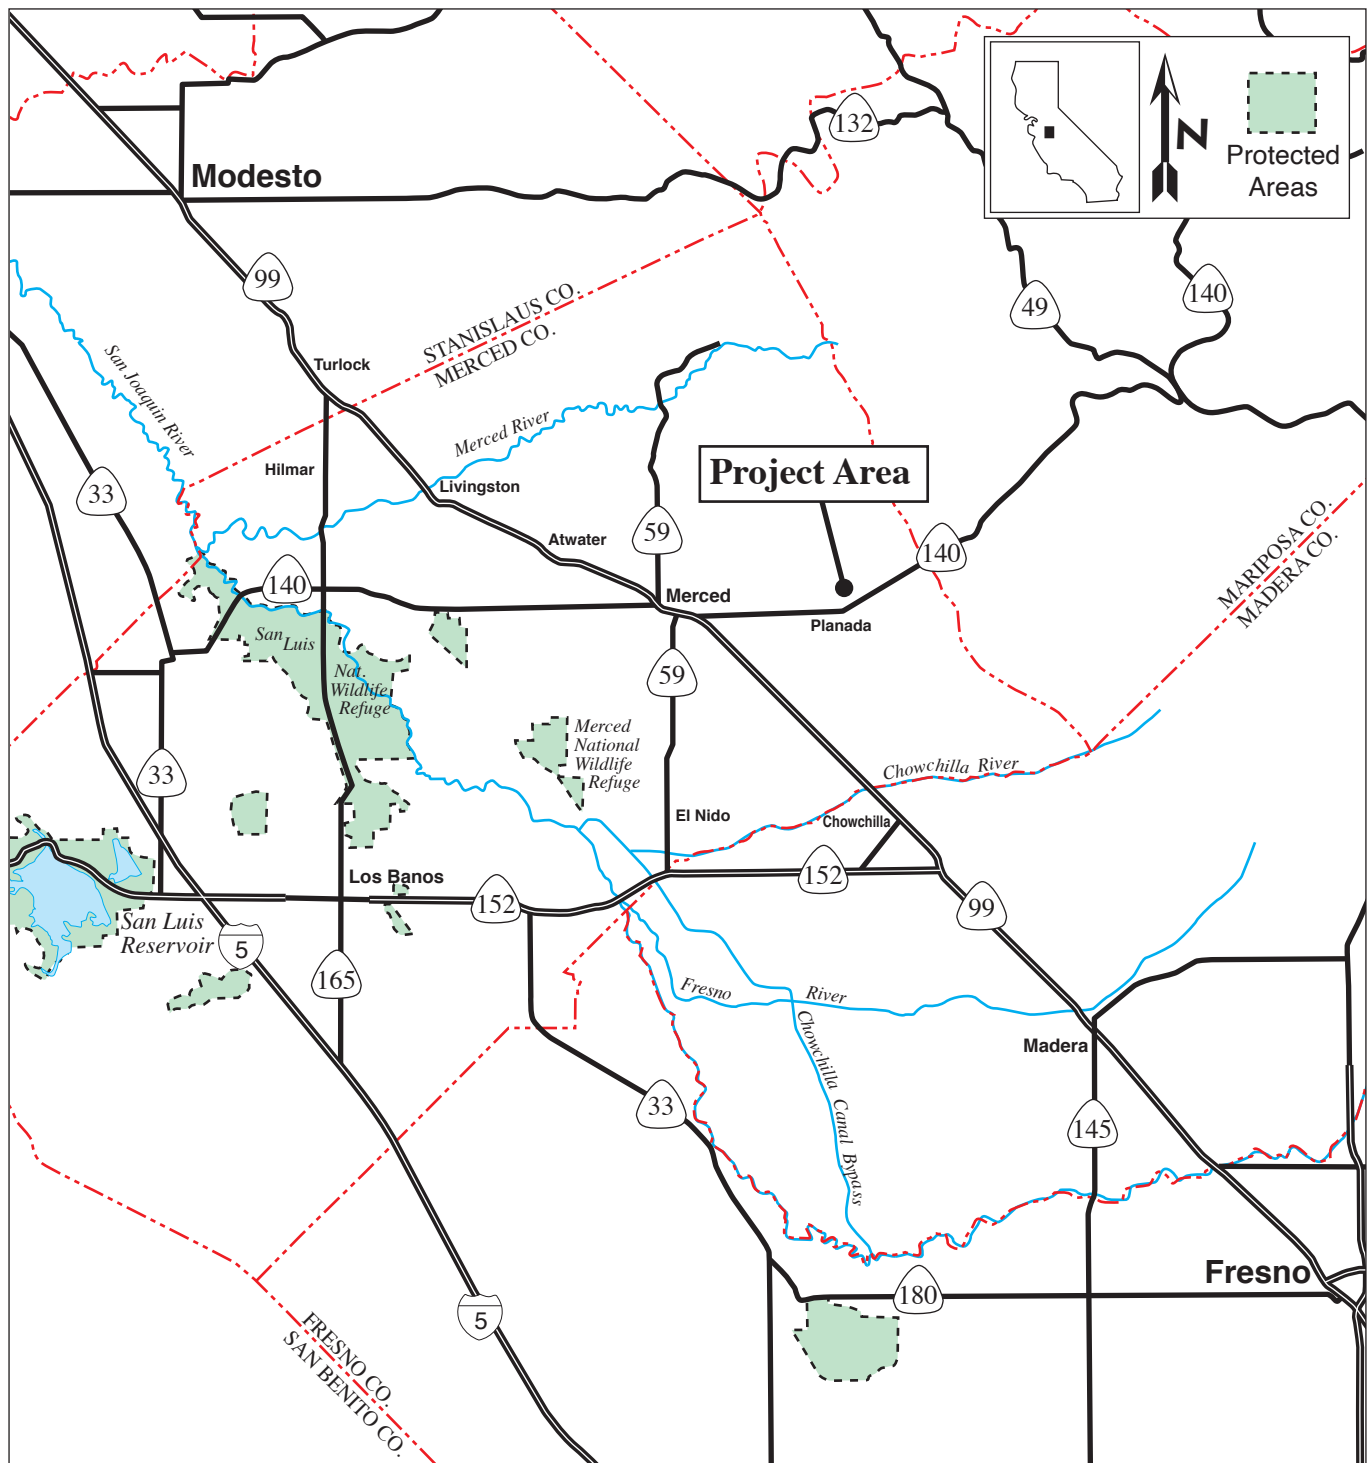 132
N
Protected
Areas
Modesto
99
49
140
STANISLAUS CO.
MERCED CO.
San Joaquin River
Turlock
Merced River
Hilmar
Livingston
33
Project Area
Atwater
59
140
MARIPOSA CO.
MADERA CO.
140
Merced
Planada
San Luis
Nat.
Wildlife
Refuge
59
Merced
National
Wildlife
Refuge
33
Chowchilla River
El Nido
Chowchilla
Los Banos
152
152
99
San Luis
Reservoir
5
165
Fresno River
Chowchilla Canal Bypass
Madera
33
145
Fresno
180
5
FRESNO CO.
SAN BENITO CO.